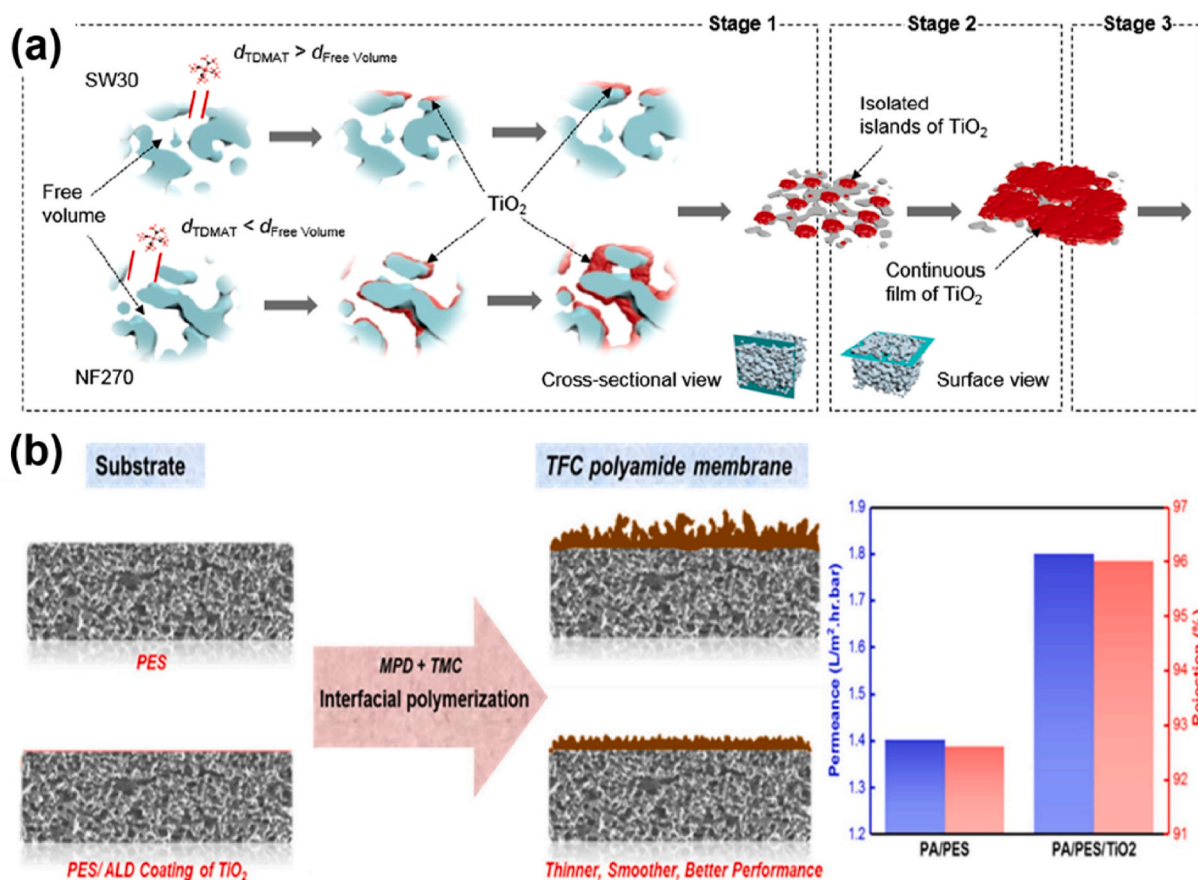 (a)
Stage 1
Stage 2
Stage 3
SW30
dTDMAT > dFree Volume
Free
volume
dTDMAT < dFree Volume
NF270
TiO2
Isolated
islands of TiO2
Continuous
film of TiO2
Cross-sectional view
Surface view
(b)
Substrate
TFC polyamide membrane
PES
MPD + TMC
Interfacial polymerization
PES/ ALD Coating of TiO2
Thinner, Smoother, Better Performance
Permeance (L/m².hr.bar)
1.9
1.8
1.7
1.6
1.5
1.4
1.3
1.2
97
96
95
94
93
92
91
Rejection (%)
PA/PES
PA/PES/TiO2